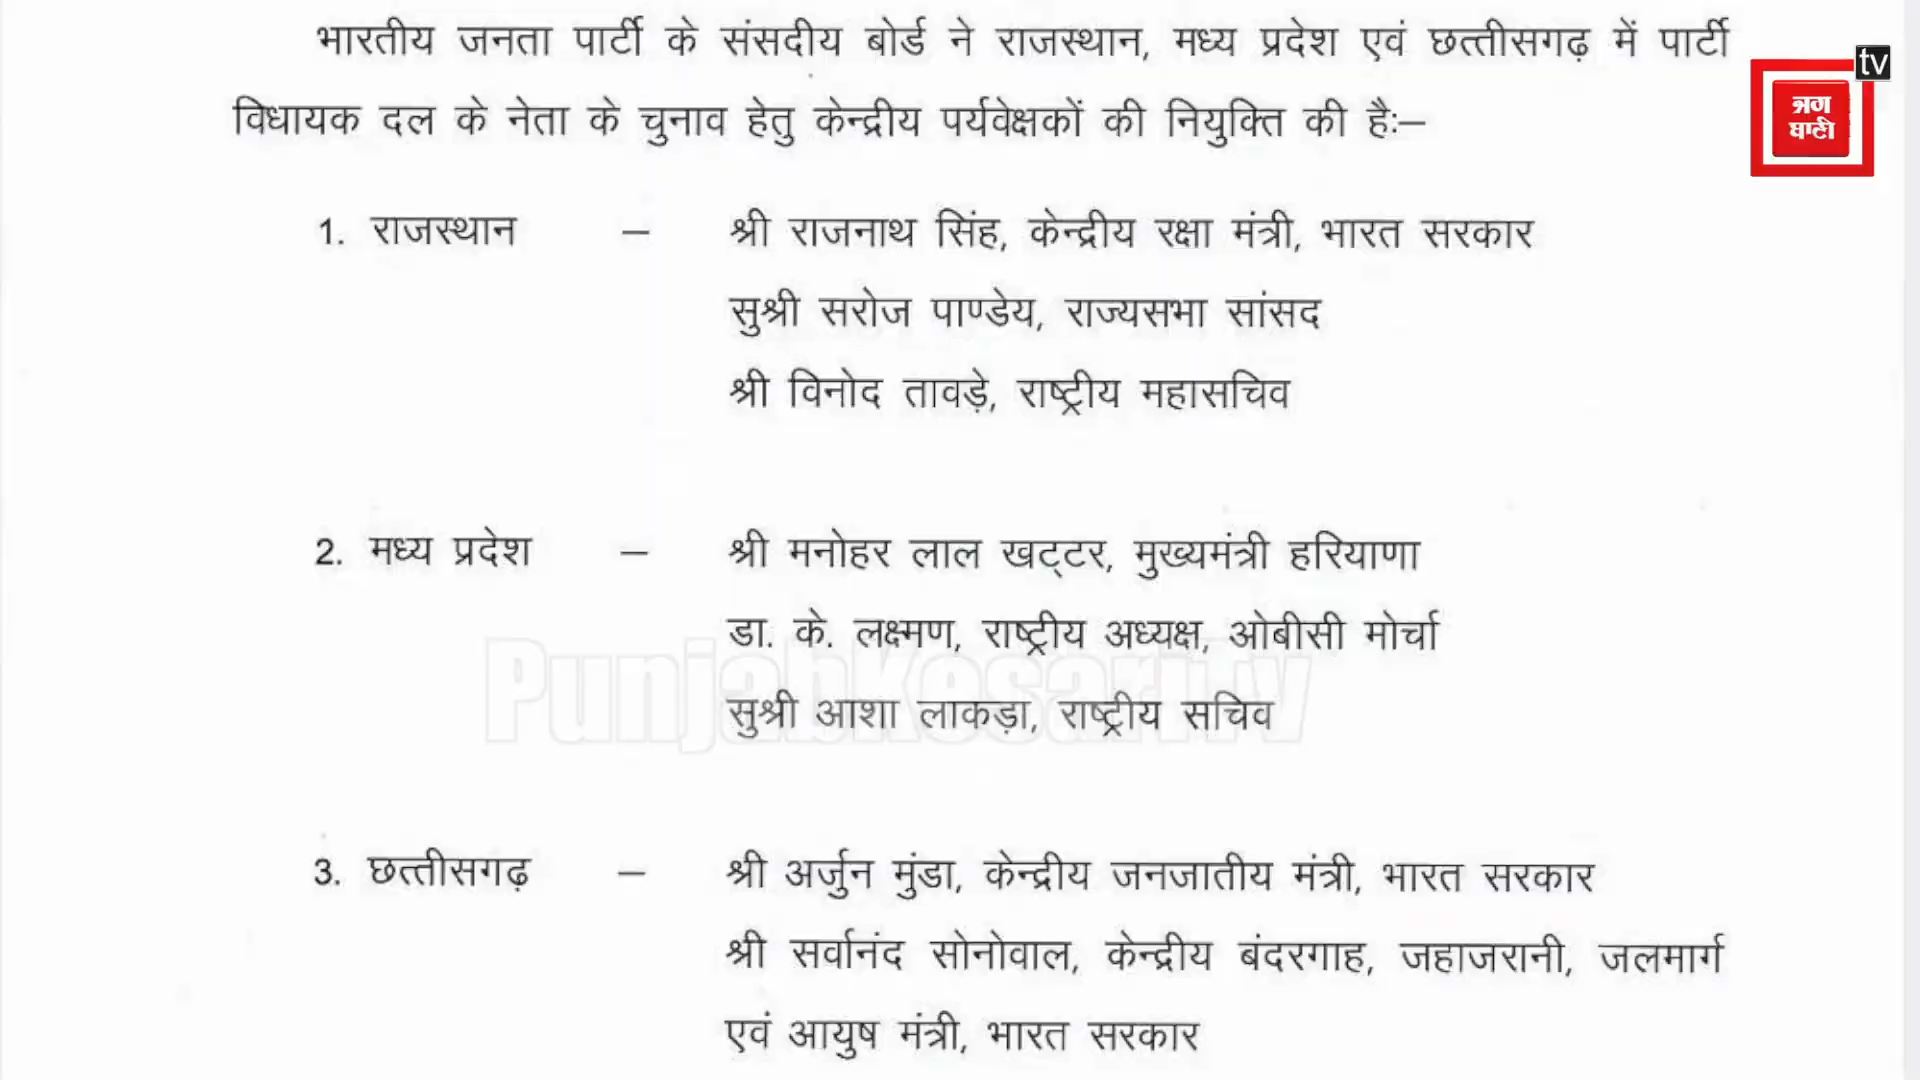 भारतीय जनता पार्टी के संसदीय बोर्ड ने राजस्थान, मध्य प्रदेश एवं छत्तीसगढ़ में पार्टी
tv
विधायक दल के नेता के चुनाव हेतु केन्द्रीय पर्यवेक्षकों की नियुक्ति की है:–
1. राजस्थान – श्री राजनाथ सिंह, केन्द्रीय रक्षा मंत्री, भारत सरकार
सुश्री सरोज पाण्डेय, राज्यसभा सांसद
श्री विनोद तावड़े, राष्ट्रीय महासचिव
2. मध्य प्रदेश – श्री मनोहर लाल खट्टर, मुख्यमंत्री हरियाणा
डा. के. लक्ष्मण, राष्ट्रीय अध्यक्ष, ओबीसी मोर्चा
PunjabKesariTv
सुश्री आशा लाकड़ा, राष्ट्रीय सचिव
3. छत्तीसगढ़ – श्री अर्जुन मुंडा, केन्द्रीय जनजातीय मंत्री, भारत सरकार
श्री सर्वानंद सोनोवाल, केन्द्रीय बंदरगाह, जहाजरानी, जलमार्ग
एवं आयुष मंत्री, भारत सरकार